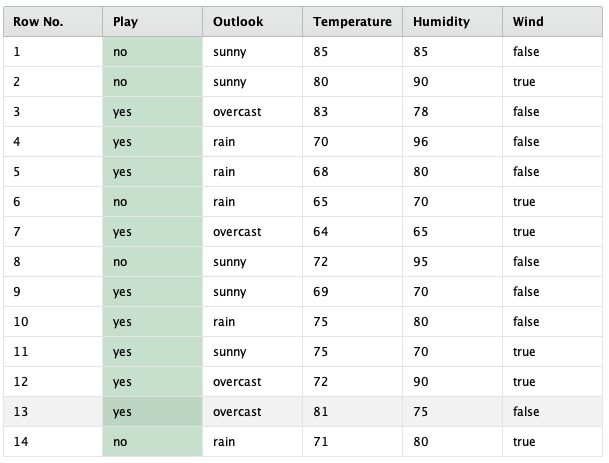 Row No. Play Outlook Temperature Humidity Wind
1 no sunny 85 85 false
2 no sunny 80 90 true
3 yes overcast 83 78 false
4 yes rain 70 96 false
5 yes rain 68 80 false
6 no rain 65 70 true
7 yes overcast 64 65 true
8 no sunny 72 95 false
9 yes sunny 69 70 false
10 yes rain 75 80 false
11 yes sunny 75 70 true
12 yes overcast 72 90 true
13 yes overcast 81 75 false
14 no rain 71 80 true